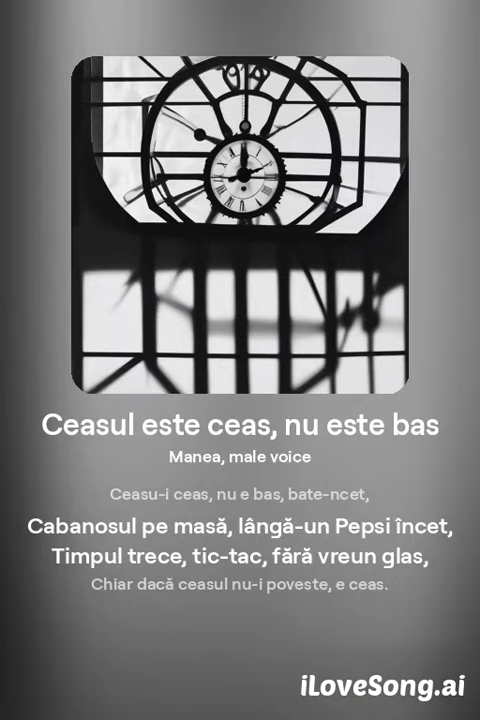 Ceasul este ceas, nu este bas
Manea, male voice
Ceasu-i ceas, nu e bas, bate-ncet,
Cabanosul pe masă, lângă-un Pepsi încet,
Timpul trece, tic-tac, fără vreun glas,
Chiar dacă ceasul nu-i poveste, e ceas.
iLoveSong.ai